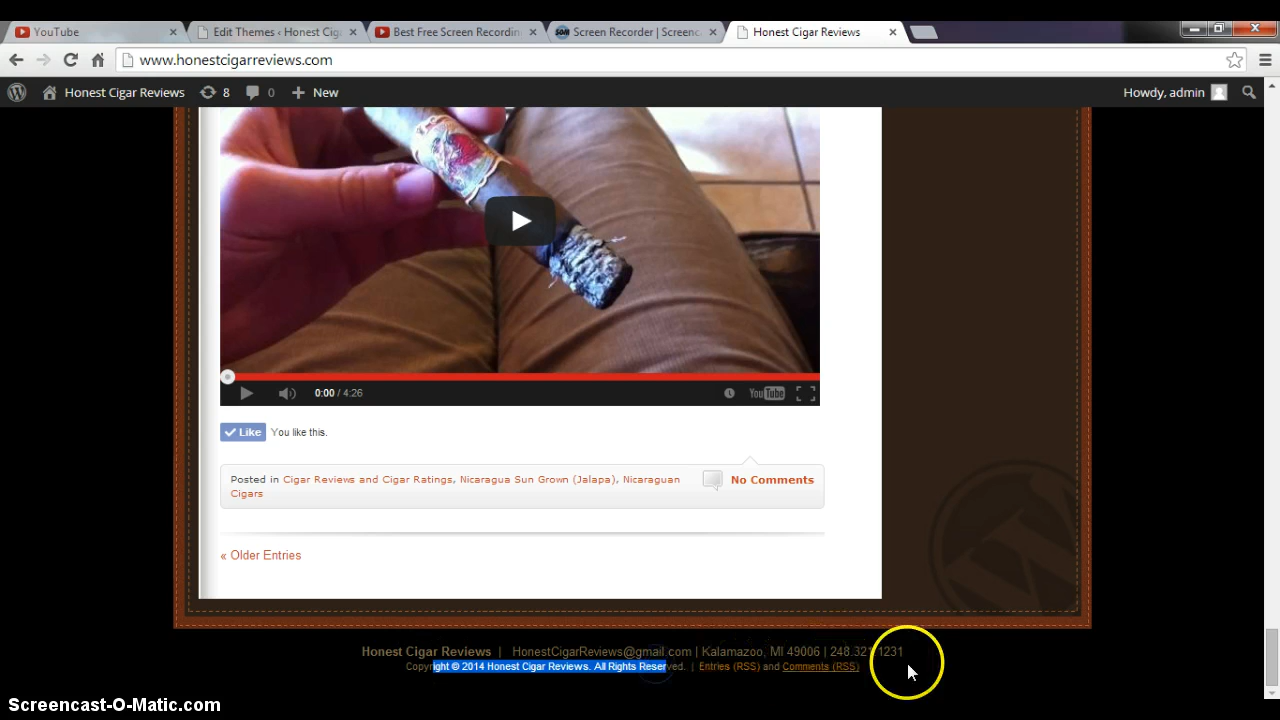 YouTube
Edit Themes ‹ Honest Ciga
Best Free Screen Recordin
Screen Recorder | Screenc
Honest Cigar Reviews
www.honestcigarreviews.com
Honest Cigar Reviews 8 0 + New Howdy, admin
0:00 / 4:26 YouTube
Like You like this.
Posted in Cigar Reviews and Cigar Ratings, Nicaragua Sun Grown (Jalapa), Nicaraguan
Cigars
No Comments
« Older Entries
Honest Cigar Reviews | HonestCigarReviews@gmail.com | Kalamazoo, MI 49006 | 248.321.1231
Copyright © 2014 Honest Cigar Reviews. All Rights Reserved. | Entries (RSS) and Comments (RSS)
Screencast-O-Matic.com